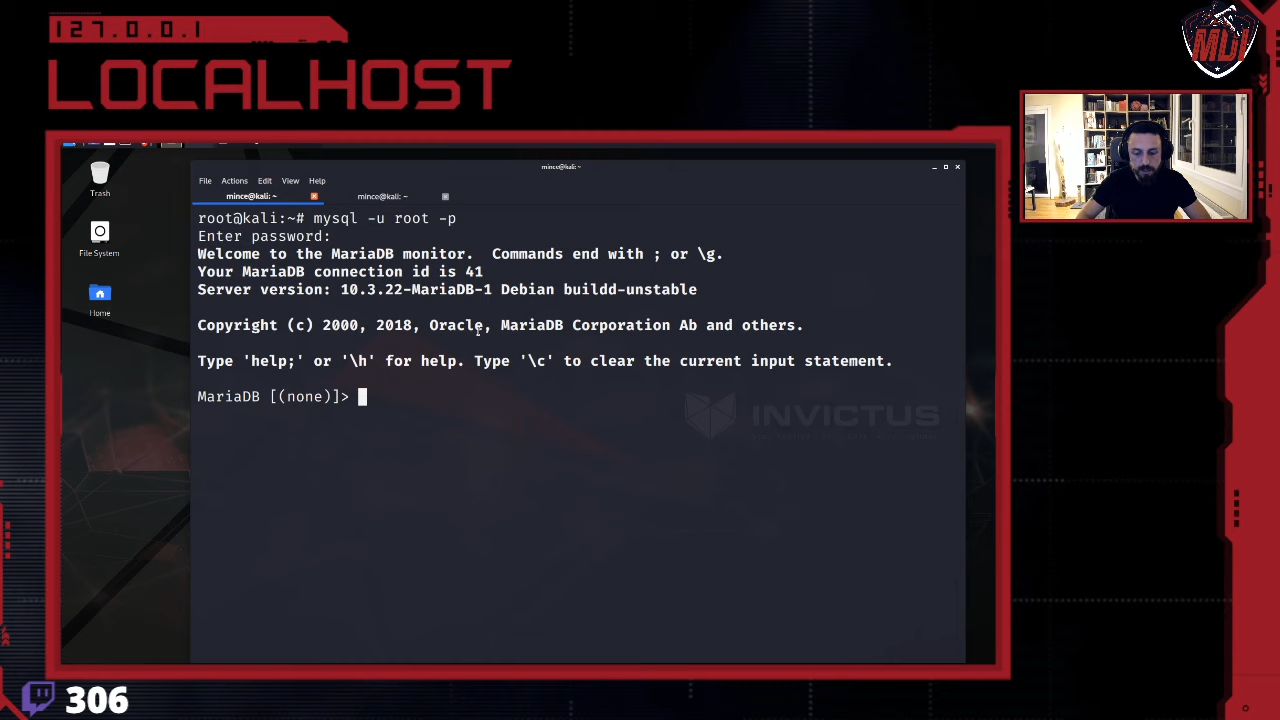 127.0.0.1
LOCALHOST
MDI
mince@kali: ~
File Actions Edit View Help
mince@kali: ~
mince@kali: ~
Trash
File System
Home
root@kali:~# mysql -u root -p
Enter password:
Welcome to the MariaDB monitor.  Commands end with ; or \g.
Your MariaDB connection id is 41
Server version: 10.3.22-MariaDB-1 Debian buildd-unstable
Copyright (c) 2000, 2018, Oracle, MariaDB Corporation Ab and others.
Type 'help;' or '\h' for help. Type '\c' to clear the current input statement.
MariaDB [(none)]>
INVICTUS
306